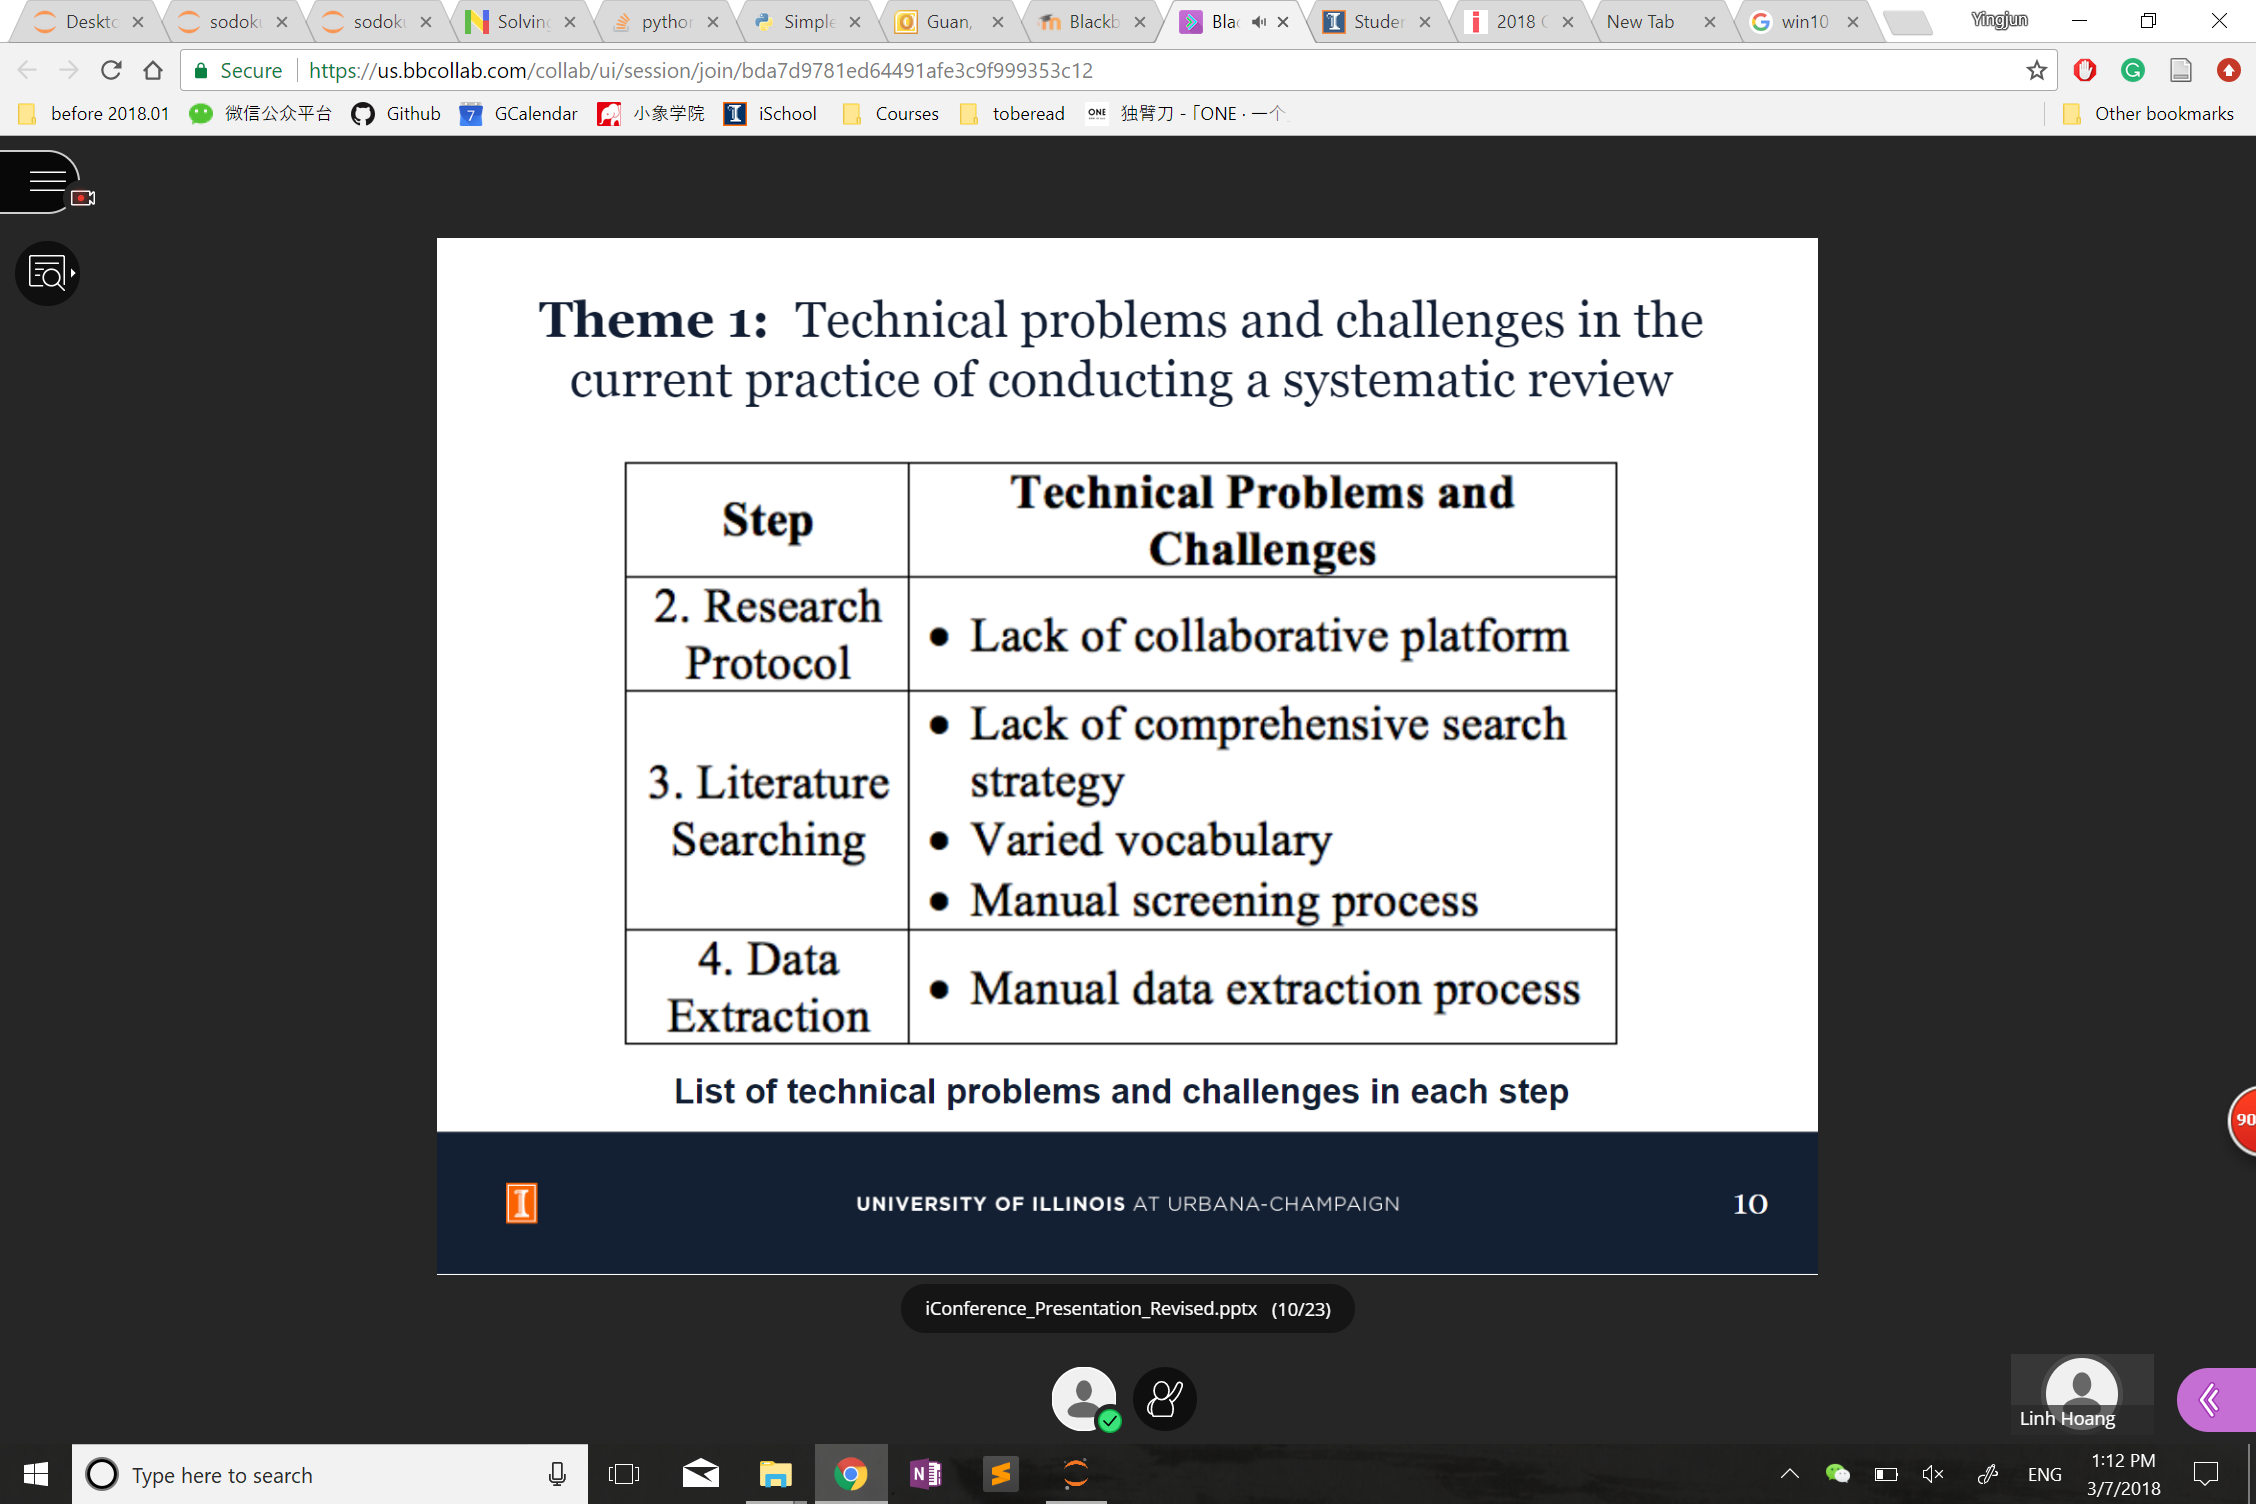 Deskto
sodok
sodok
Solving
python
Simple
Guan,
Blackb
Bla
Studen
2018
New Tab
win10
Yingjun
Secure
https://us.bbcollab.com/collab/ui/session/join/bda7d9781ed64491afe3c9f999353c12
before 2018.01
微信公众平台
Github
7
GCalendar
小象学院
iSchool
Courses
toberead
ONE
独臂刀 -「ONE · 一个
Other bookmarks
Theme 1: Technical problems and challenges in the
current practice of conducting a systematic review
Step
Technical Problems and
Challenges
2. Research
Protocol
• Lack of collaborative platform
3. Literature
Searching
• Lack of comprehensive search
strategy
• Varied vocabulary
• Manual screening process
4. Data
Extraction
• Manual data extraction process
List of technical problems and challenges in each step
90
UNIVERSITY OF ILLINOIS AT URBANA-CHAMPAIGN
10
iConference_Presentation_Revised.pptx (10/23)
Linh Hoang
Type here to search
ENG
1:12 PM
3/7/2018